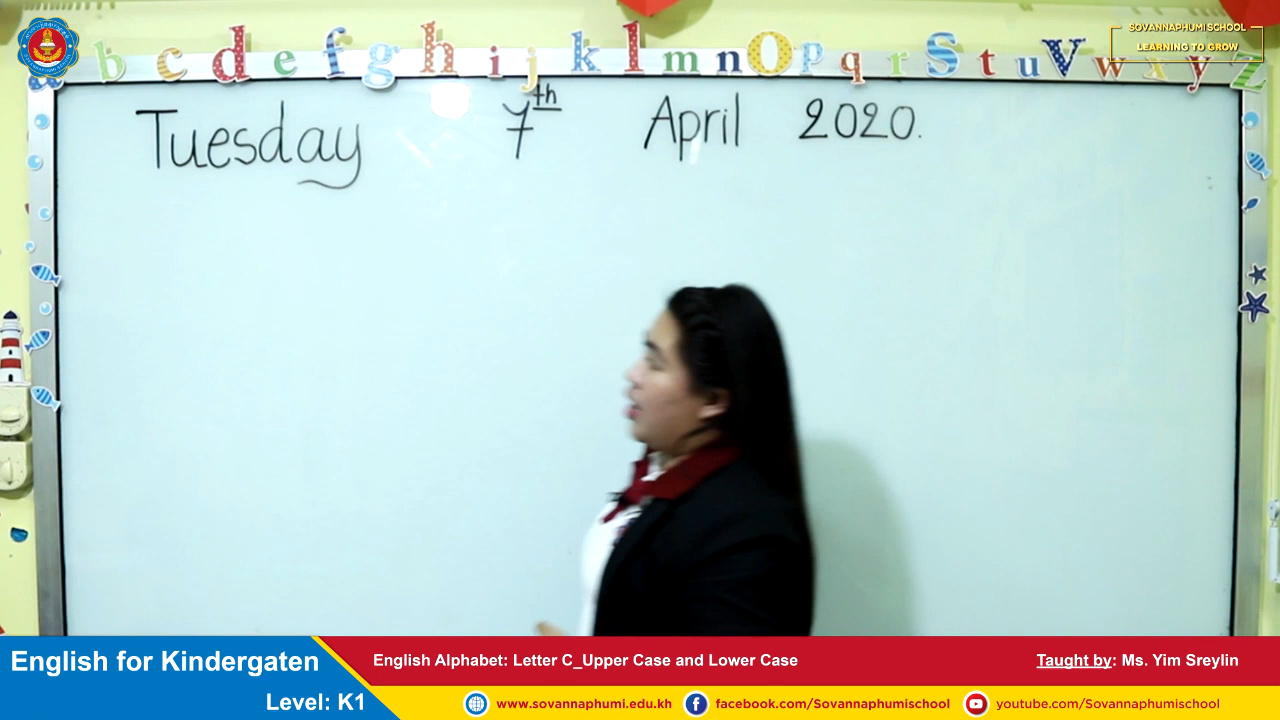 SOVANNAPHUMI SCHOOL
LEARNING TO GROW
b c d e f g h i j k l m n O p q r S t u V w x y Z
Tuesday 7th April 2020.
English for Kindergaten
Level: K1
English Alphabet: Letter C_Upper Case and Lower Case
Taught by: Ms. Yim Sreylin
www.sovannaphumi.edu.kh
facebook.com/Sovannaphumischool
youtube.com/Sovannaphumischool